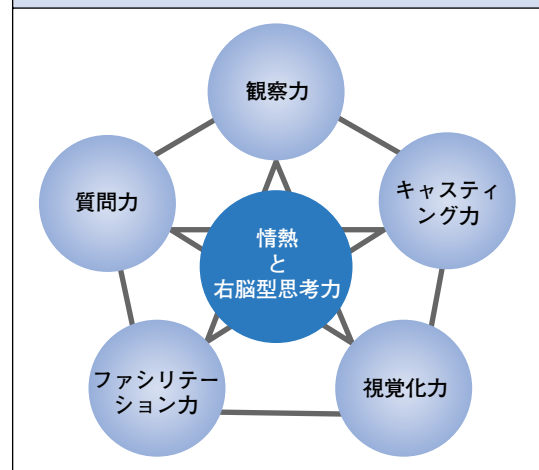 観察力
質問力
キャスティ
ング力
情熱
と
右脳型思考力
ファシリテー
ション力
視覚化力